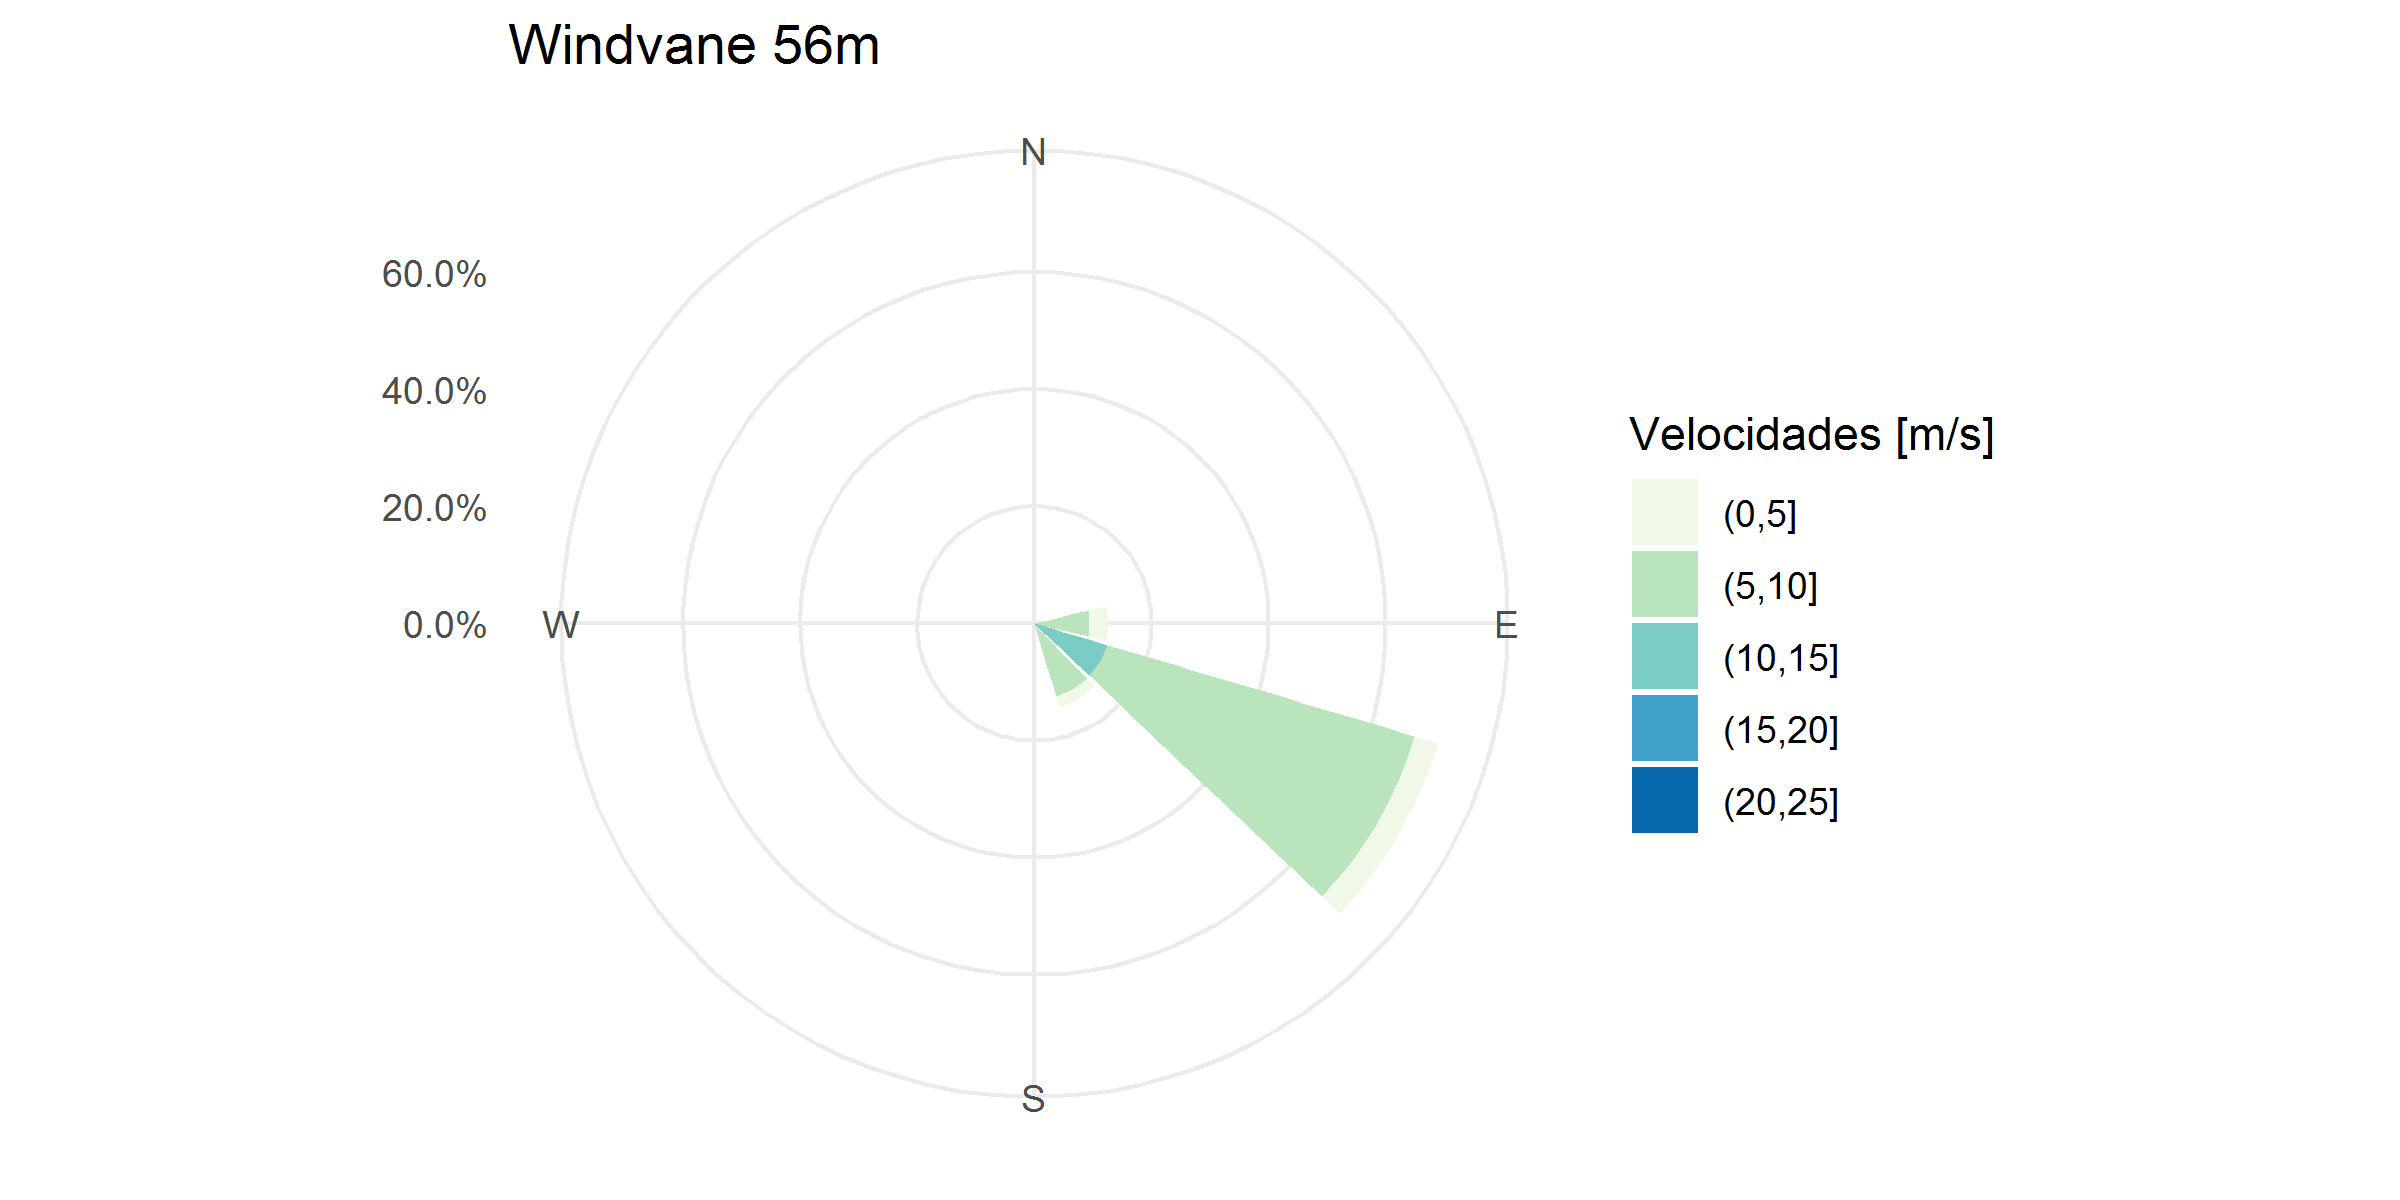 Windvane 56m
N
60.0%
40.0%
20.0%
0.0%
W
E
S
Velocidades [m/s]
(0,5]
(5,10]
(10,15]
(15,20]
(20,25]